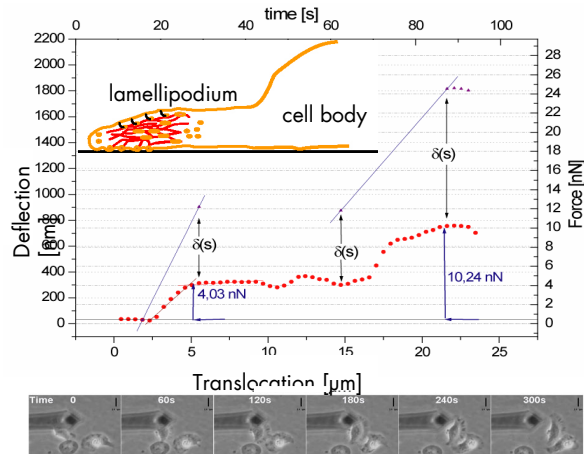 time [s]
0 20 40 60 80 100
2200
2000
1800
1600
1400
1200
1000
800
600
400
200
0
Deflection
lamellipodium
cell body
δ(s)
δ(s)
δ(s)
4,03 nN
10,24 nN
28
26
24
22
20
18
16
14
12
10
8
6
4
2
0
Force [nN]
0 5 10 15 20 25
Translocation [µm]
Time 0 60s 120s 180s 240s 300s